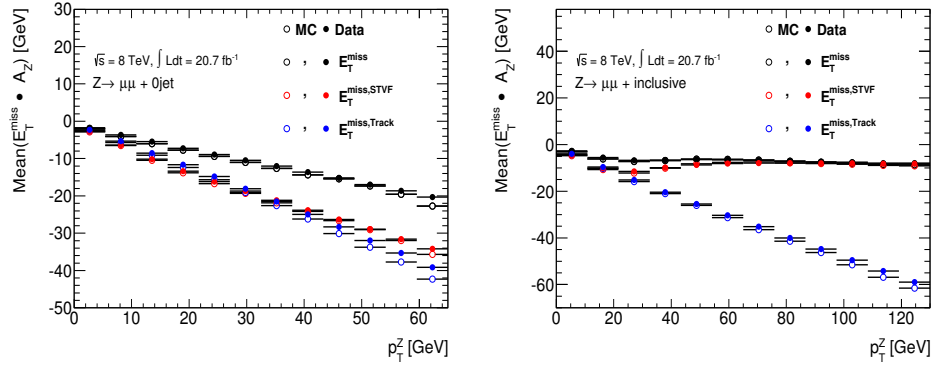 Mean(E_T^miss • A_Z) [GeV]
30
20
10
0
-10
-20
-30
-40
-50
√s = 8 TeV, ∫ Ldt = 20.7 fb⁻¹
Z→ μμ + 0jet
MC Data
, E_T^miss
, E_T^miss,STVF
, E_T^miss,Track
0 10 20 30 40 50 60
p_T^Z [GeV]
Mean(E_T^miss • A_Z) [GeV]
40
20
0
-20
-40
-60
√s = 8 TeV, ∫ Ldt = 20.7 fb⁻¹
Z→ μμ + inclusive
MC Data
, E_T^miss
, E_T^miss,STVF
, E_T^miss,Track
0 20 40 60 80 100 120
p_T^Z [GeV]